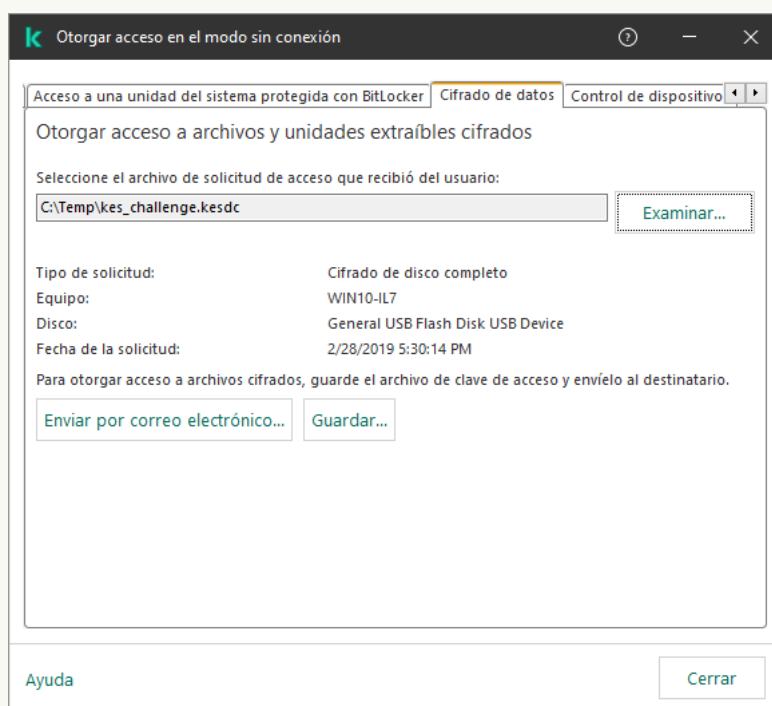 Otorgar acceso en el modo sin conexión
Acceso a una unidad del sistema protegida con BitLocker Cifrado de datos Control de dispositivo
Otorgar acceso a archivos y unidades extraíbles cifrados
Seleccione el archivo de solicitud de acceso que recibió del usuario:
C:\Temp\kes_challenge.kesdc Examinar...
Tipo de solicitud: Cifrado de disco completo
Equipo: WIN10-IL7
Disco: General USB Flash Disk USB Device
Fecha de la solicitud: 2/28/2019 5:30:14 PM
Para otorgar acceso a archivos cifrados, guarde el archivo de clave de acceso y envíelo al destinatario.
Enviar por correo electrónico... Guardar...
Ayuda Cerrar